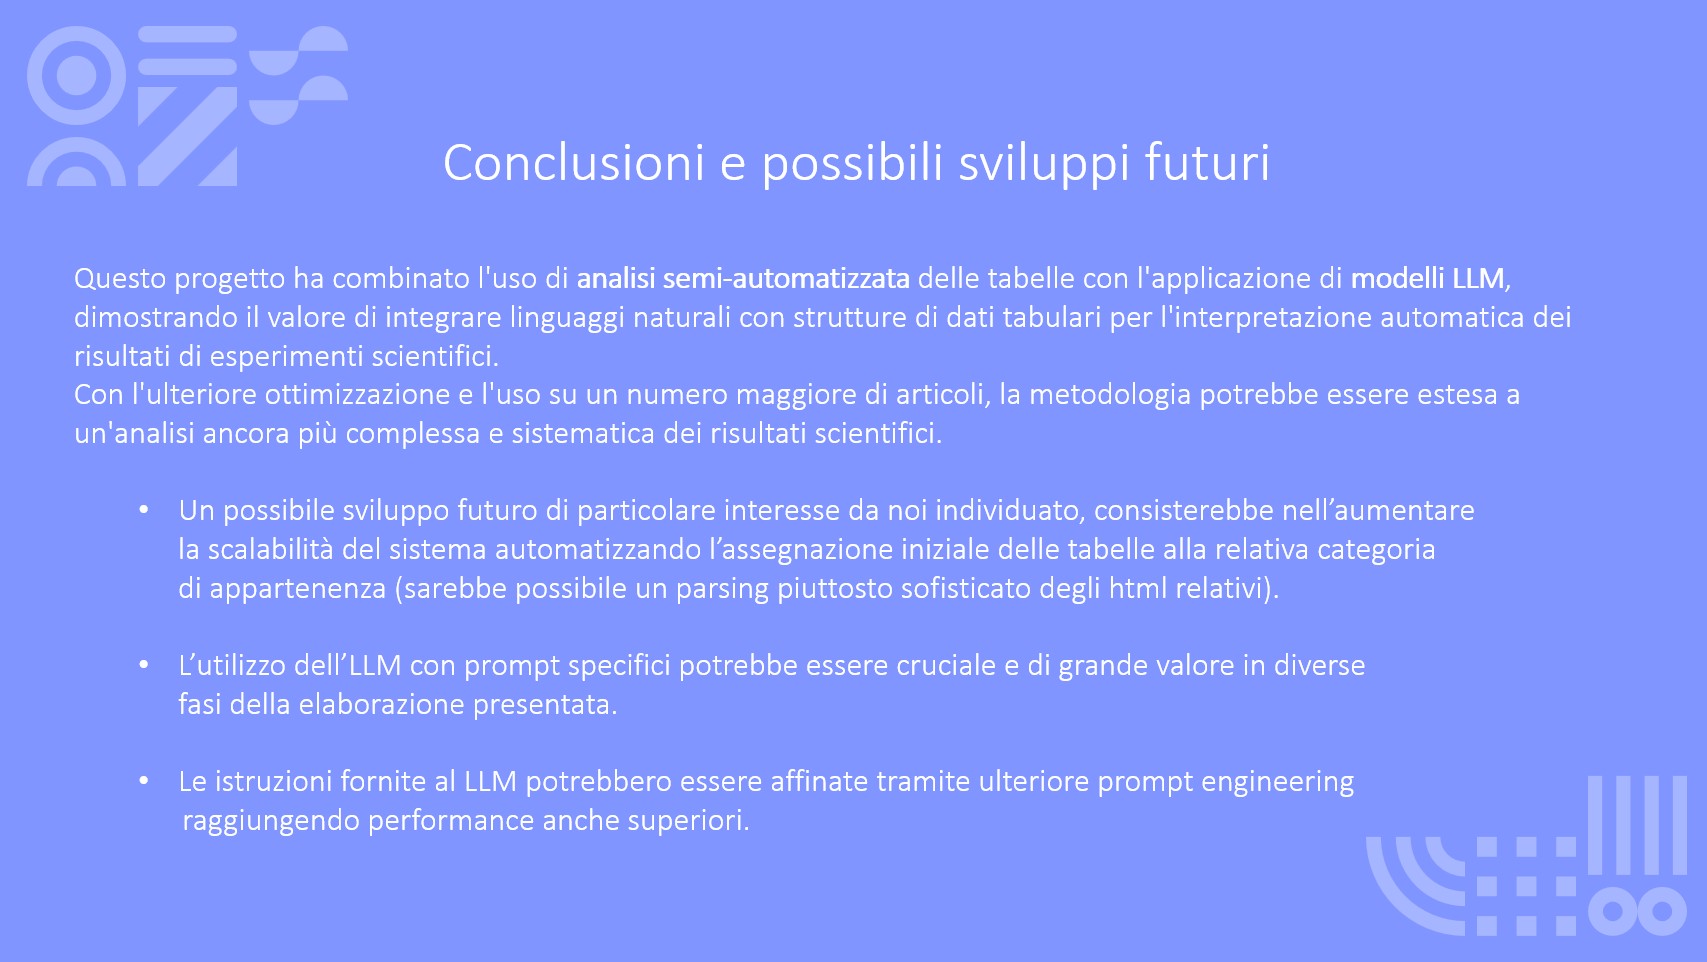 Conclusioni e possibili sviluppi futuri
Questo progetto ha combinato l'uso di analisi semi-automatizzata delle tabelle con l'applicazione di modelli LLM,
dimostrando il valore di integrare linguaggi naturali con strutture di dati tabulari per l'interpretazione automatica dei
risultati di esperimenti scientifici.
Con l'ulteriore ottimizzazione e l'uso su un numero maggiore di articoli, la metodologia potrebbe essere estesa a
un'analisi ancora più complessa e sistematica dei risultati scientifici.
• Un possibile sviluppo futuro di particolare interesse da noi individuato, consisterebbe nell’aumentare
la scalabilità del sistema automatizzando l’assegnazione iniziale delle tabelle alla relativa categoria
di appartenenza (sarebbe possibile un parsing piuttosto sofisticato degli html relativi).
• L’utilizzo dell’LLM con prompt specifici potrebbe essere cruciale e di grande valore in diverse
fasi della elaborazione presentata.
• Le istruzioni fornite al LLM potrebbero essere affinate tramite ulteriore prompt engineering
raggiungendo performance anche superiori.